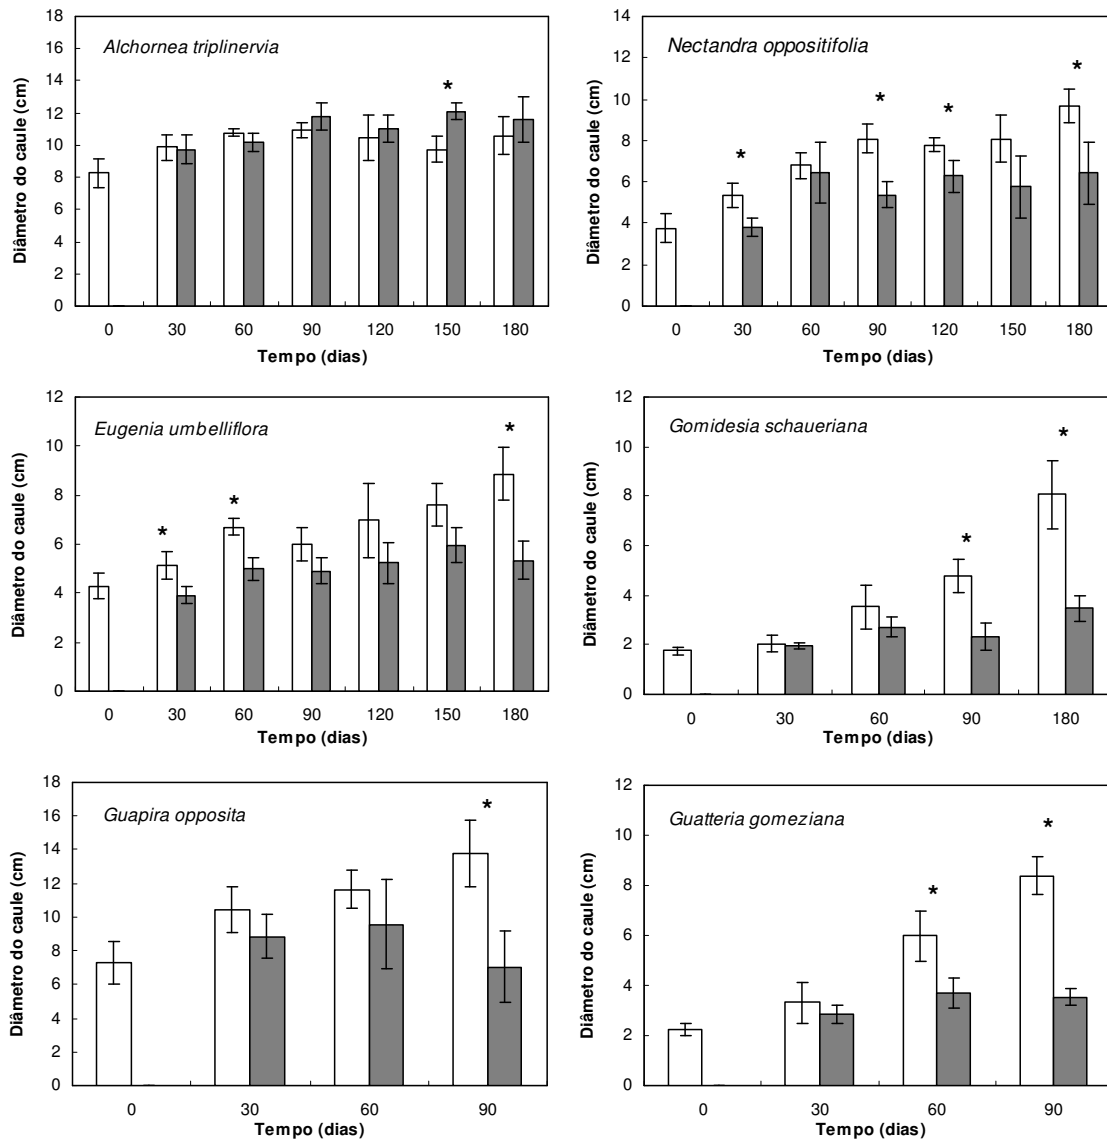 18
16
14
12
10
8
6
4
2
0
Diâmetro do caule (cm)
Alchornea triplinervia
*
0 30 60 90 120 150 180
Tempo (dias)
14
12
10
8
6
4
2
0
Diâmetro do caule (cm)
Nectandra oppositifolia
* * * *
0 30 60 90 120 150 180
Tempo (dias)
12
10
8
6
4
2
0
Diâmetro do caule (cm)
Eugenia umbelliflora
* * *
0 30 60 90 120 150 180
Tempo (dias)
12
10
8
6
4
2
0
Diâmetro do caule (cm)
Gomidesia schaueriana
* *
0 30 60 90 180
Tempo (dias)
18
16
14
12
10
8
6
4
2
0
Diâmetro do caule (cm)
Guapira opposita
*
0 30 60 90
Tempo (dias)
12
10
8
6
4
2
0
Diâmetro do caule (cm)
Guatteria gomeziana
* *
0 30 60 90
Tempo (dias)